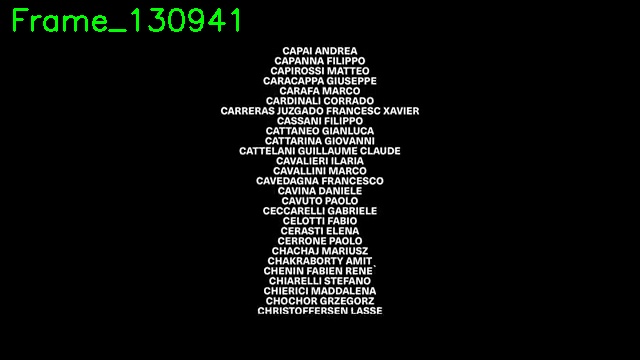 Frame_130941
CAPAI ANDREA
CAPANNA FILIPPO
CAPIROSSI MATTEO
CARACAPPA GIUSEPPE
CARAFA MARCO
CARDINALI CORRADO
CARRERAS JUZGADO FRANCESC XAVIER
CASSANI FILIPPO
CATTANEO GIANLUCA
CATTARINA GIOVANNI
CATTELANI GUILLAUME CLAUDE
CAVALIERI ILARIA
CAVALLINI MARCO
CAVEDAGNA FRANCESCO
CAVINA DANIELE
CAVUTO PAOLO
CECCARELLI GABRIELE
CELOTTI FABIO
CERASTI ELENA
CERRONE PAOLO
CHACHAJ MARIUSZ
CHAKRABORTY AMIT
CHENIN FABIEN RENE`
CHIARELLI STEFANO
CHIERICI MADDALENA
CHOCHOR GRZEGORZ
CHRISTOFFERSEN LASSE